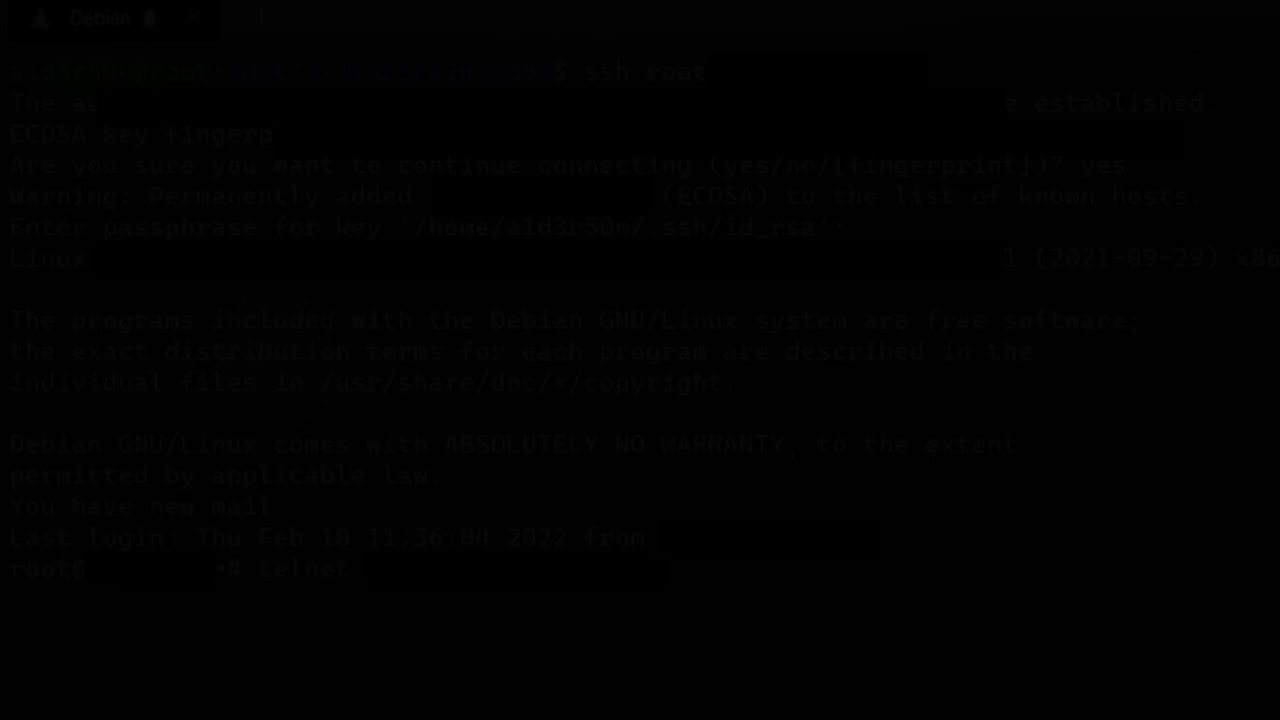 Debian
$ ssh root
The au e established.
ECDSA key fingerp
Are you sure you want to continue connecting (yes/no/[fingerprint])? yes
Warning: Permanently added (ECDSA) to the list of known hosts.
Enter passphrase for key '/home/a1d3r50n/.ssh/id_rsa':
Linux 1 (2021-09-29) x86
The programs included with the Debian GNU/Linux system are free software;
the exact distribution terms for each program are described in the
individual files in /usr/share/doc/*/copyright.
Debian GNU/Linux comes with ABSOLUTELY NO WARRANTY, to the extent
permitted by applicable law.
You have new mail.
Last login: Thu Feb 10 11:36:04 2022 from
root@ ~# telnet